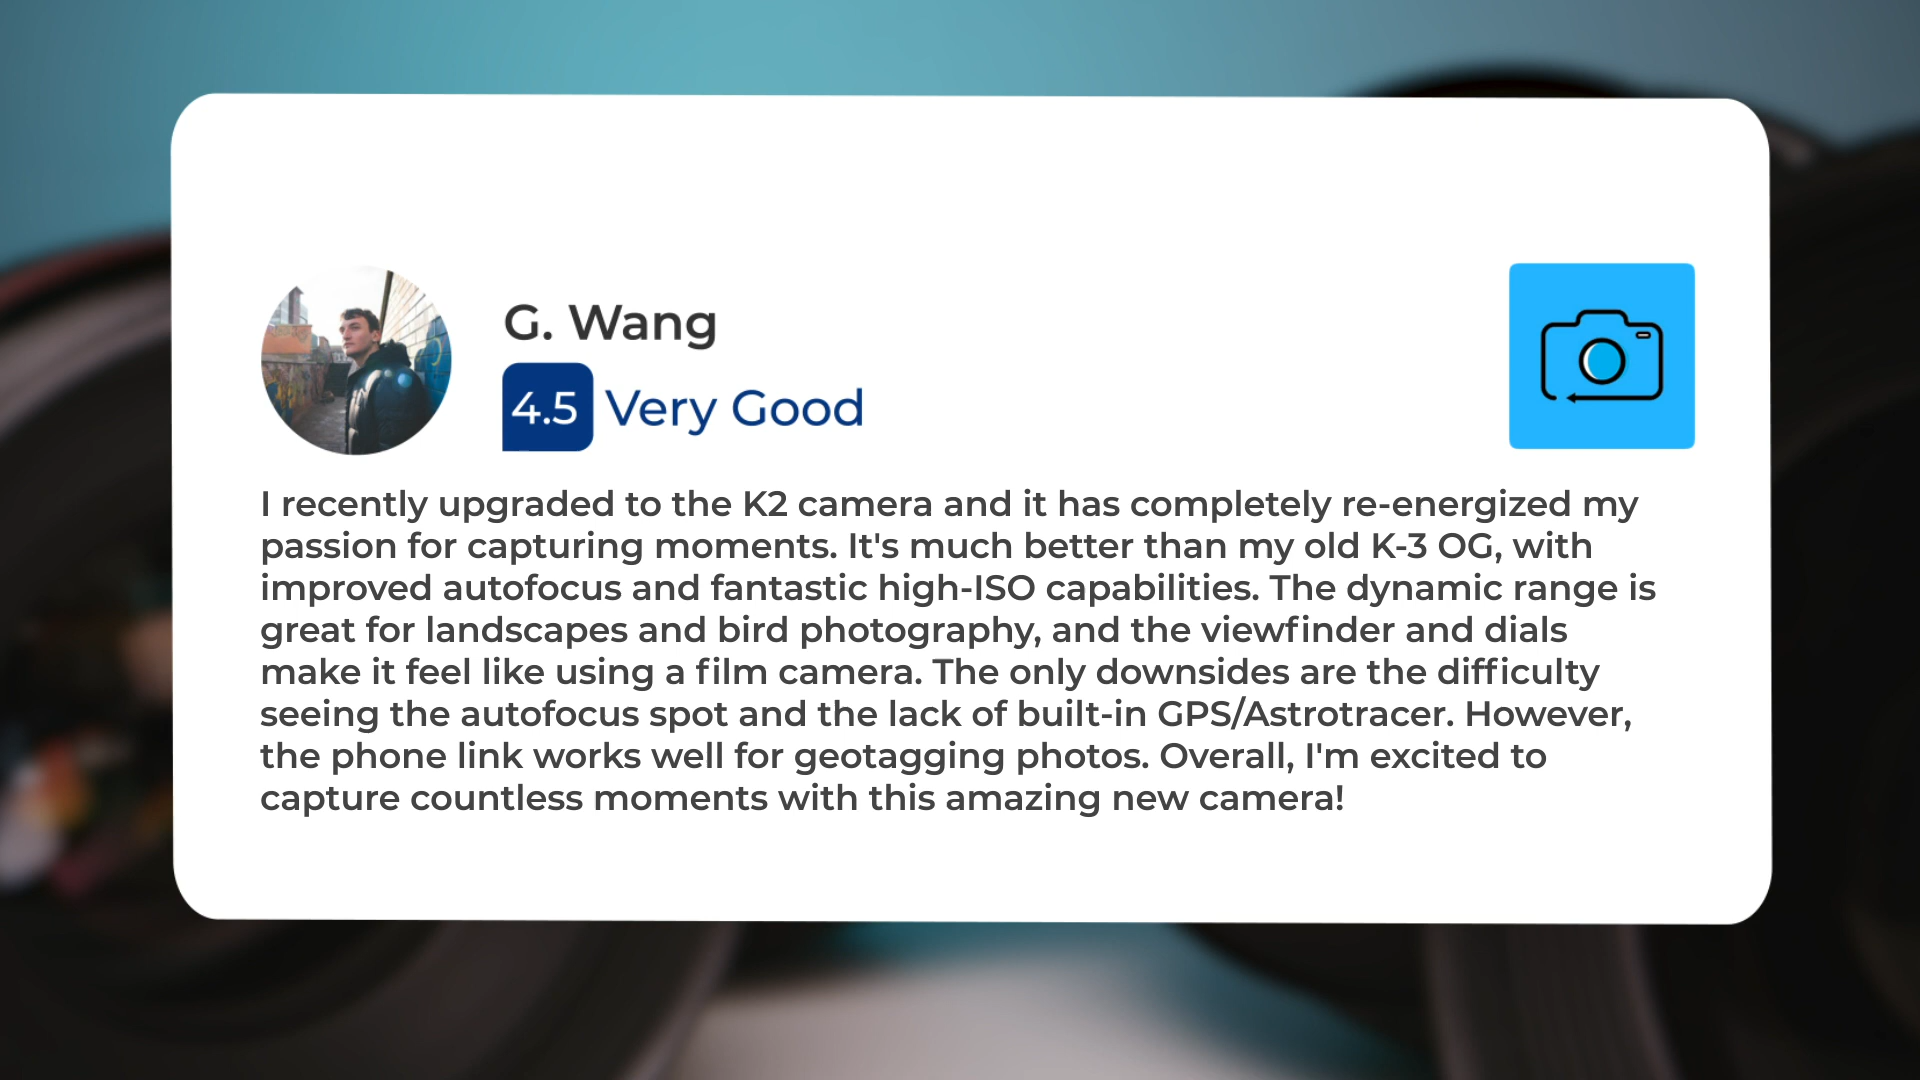 G. Wang
4.5 Very Good
I recently upgraded to the K2 camera and it has completely re-energized my
passion for capturing moments. It's much better than my old K-3 OG, with
improved autofocus and fantastic high-ISO capabilities. The dynamic range is
great for landscapes and bird photography, and the viewfinder and dials
make it feel like using a film camera. The only downsides are the difficulty
seeing the autofocus spot and the lack of built-in GPS/Astrotracer. However,
the phone link works well for geotagging photos. Overall, I'm excited to
capture countless moments with this amazing new camera!